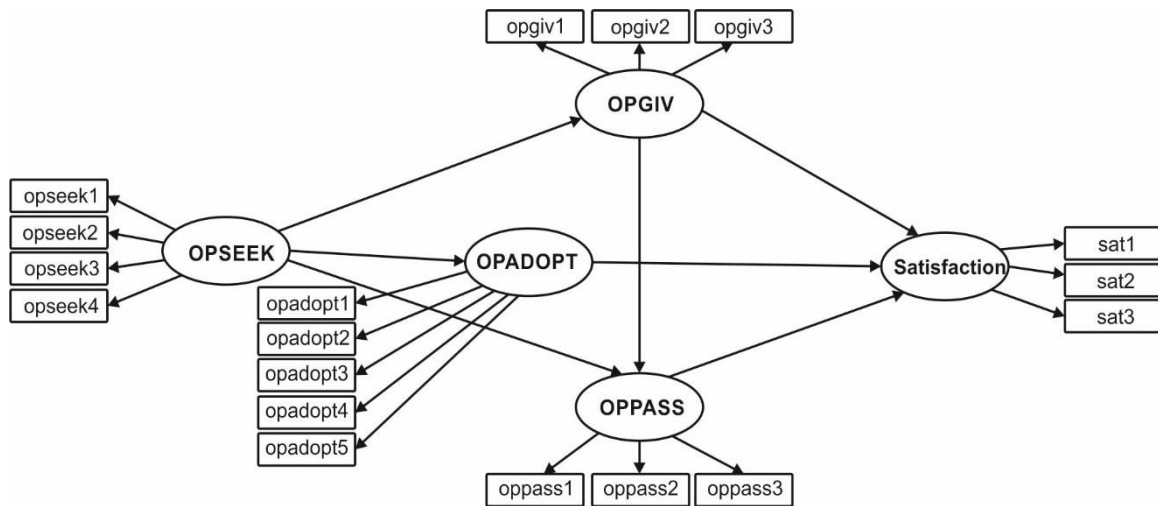 opgiv1 opgiv2 opgiv3
OPGIV
opseek1
opseek2
opseek3
opseek4
OPSEEK
OPADOPT
opadopt1
opadopt2
opadopt3
opadopt4
opadopt5
Satisfaction
sat1
sat2
sat3
OPPASS
oppass1 oppass2 oppass3